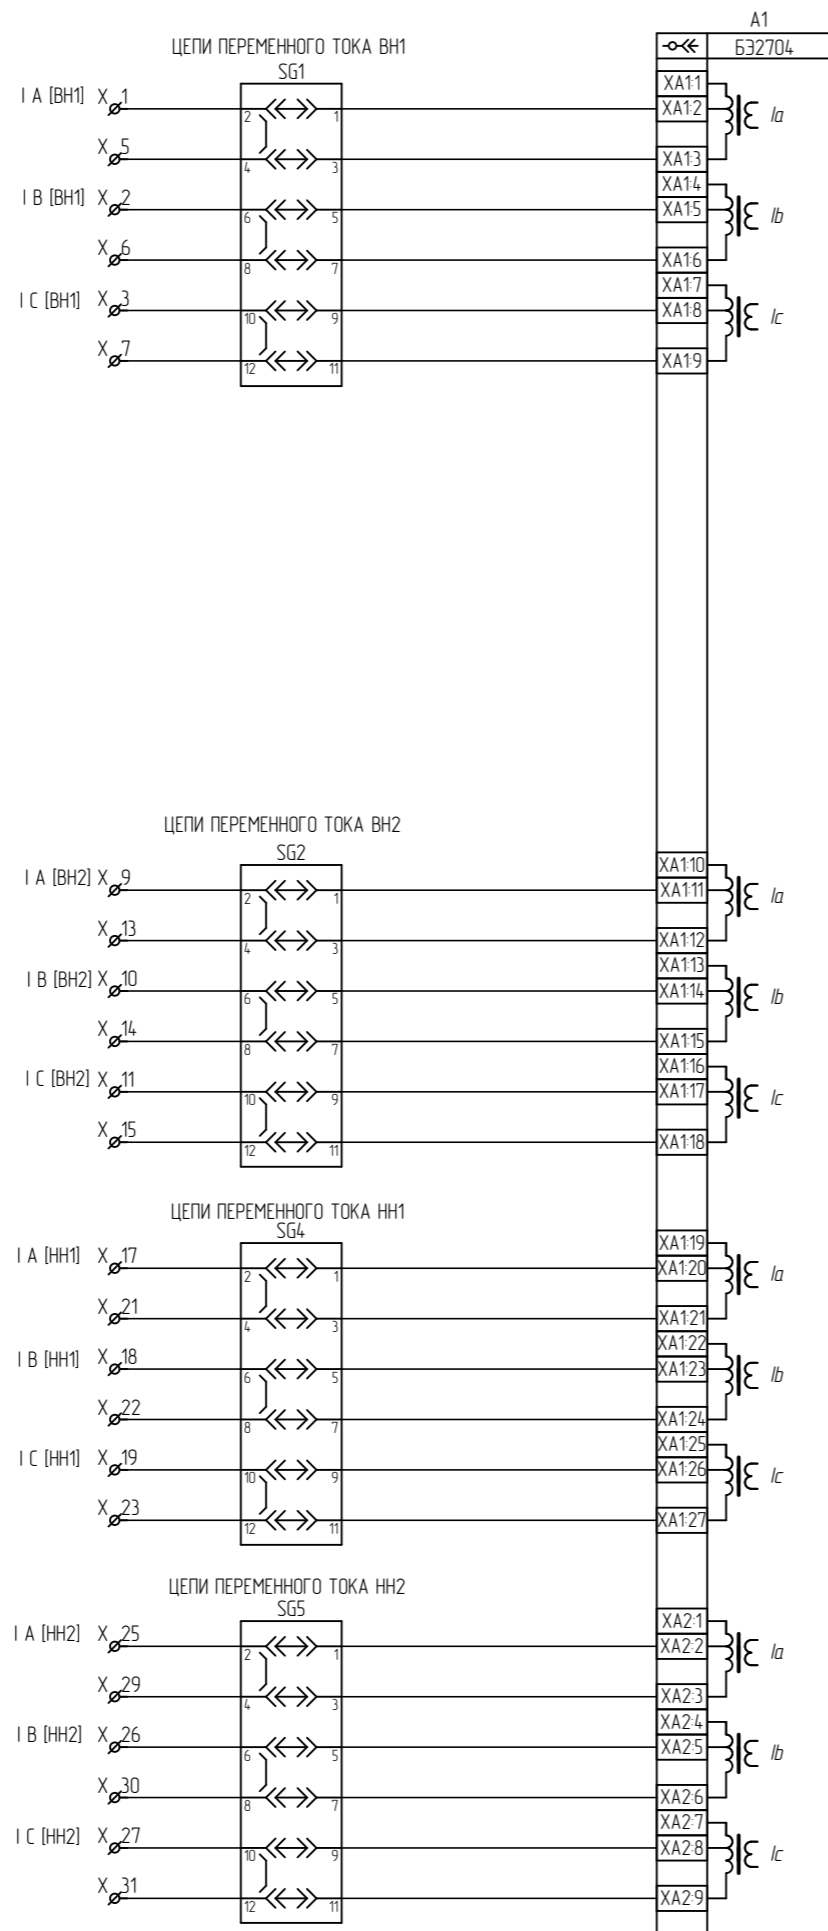 A1
ЦЕПИ ПЕРЕМЕННОГО ТОКА ВН1
БЭ2704
SG1
XA1:1
I A [ВН1] X 1
2 1
XA1:2
Ia
X 5
4 3
XA1:3
XA1:4
I B [ВН1] X 2
6 5
XA1:5
Ib
X 6
8 7
XA1:6
XA1:7
I C [ВН1] X 3
10 9
XA1:8
Ic
X 7
12 11
XA1:9
ЦЕПИ ПЕРЕМЕННОГО ТОКА ВН2
SG2
XA1:10
I A [ВН2] X 9
2 1
XA1:11
Ia
X 13
4 3
XA1:12
XA1:13
I B [ВН2] X 10
6 5
XA1:14
Ib
X 14
8 7
XA1:15
XA1:16
I C [ВН2] X 11
10 9
XA1:17
Ic
X 15
12 11
XA1:18
ЦЕПИ ПЕРЕМЕННОГО ТОКА НН1
SG4
XA1:19
I A [НН1] X 17
2 1
XA1:20
Ia
X 21
4 3
XA1:21
XA1:22
I B [НН1] X 18
6 5
XA1:23
Ib
X 22
8 7
XA1:24
XA1:25
I C [НН1] X 19
10 9
XA1:26
Ic
X 23
12 11
XA1:27
ЦЕПИ ПЕРЕМЕННОГО ТОКА НН2
SG5
XA2:1
I A [НН2] X 25
2 1
XA2:2
Ia
X 29
4 3
XA2:3
XA2:4
I B [НН2] X 26
6 5
XA2:5
Ib
X 30
8 7
XA2:6
XA2:7
I C [НН2] X 27
10 9
XA2:8
Ic
X 31
12 11
XA2:9